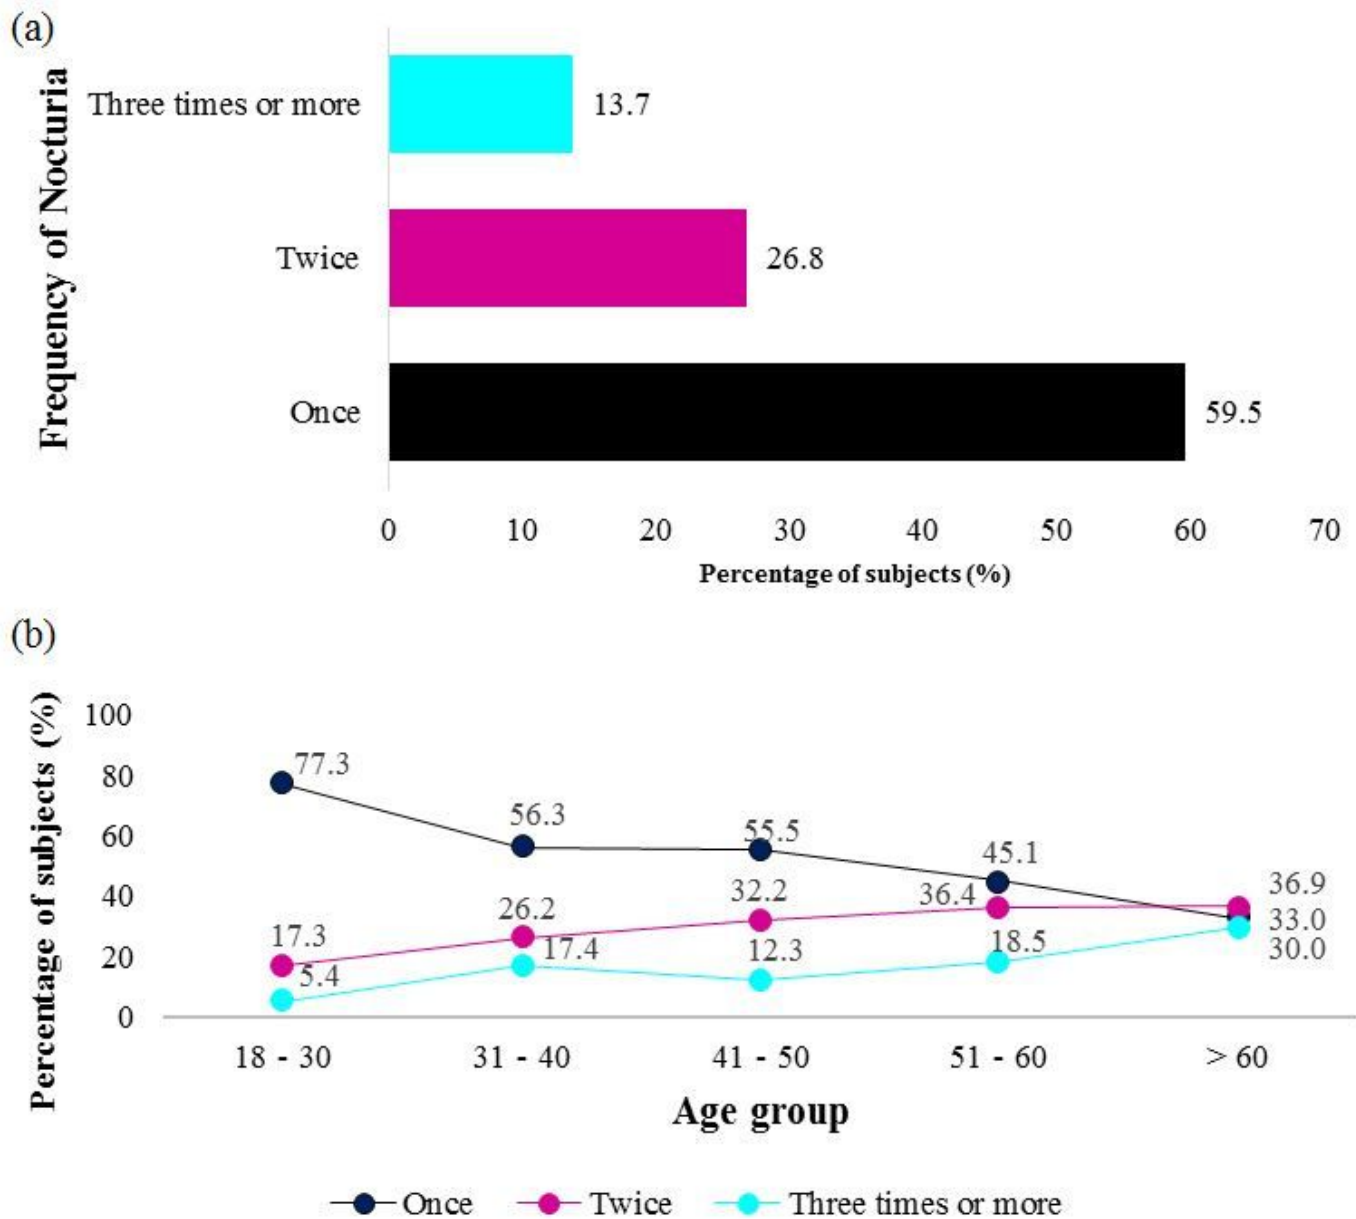 (a)
Frequency of Nocturia
Three times or more
13.7
Twice
26.8
Once
59.5
0 10 20 30 40 50 60 70
Percentage of subjects (%)
(b)
Percentage of subjects (%)
100
80
60
40
20
0
77.3
56.3
55.5
45.1
36.9
33.0
30.0
17.3
26.2
32.2
36.4
5.4
17.4
12.3
18.5
18 - 30 31 - 40 41 - 50 51 - 60 > 60
Age group
Once Twice Three times or more